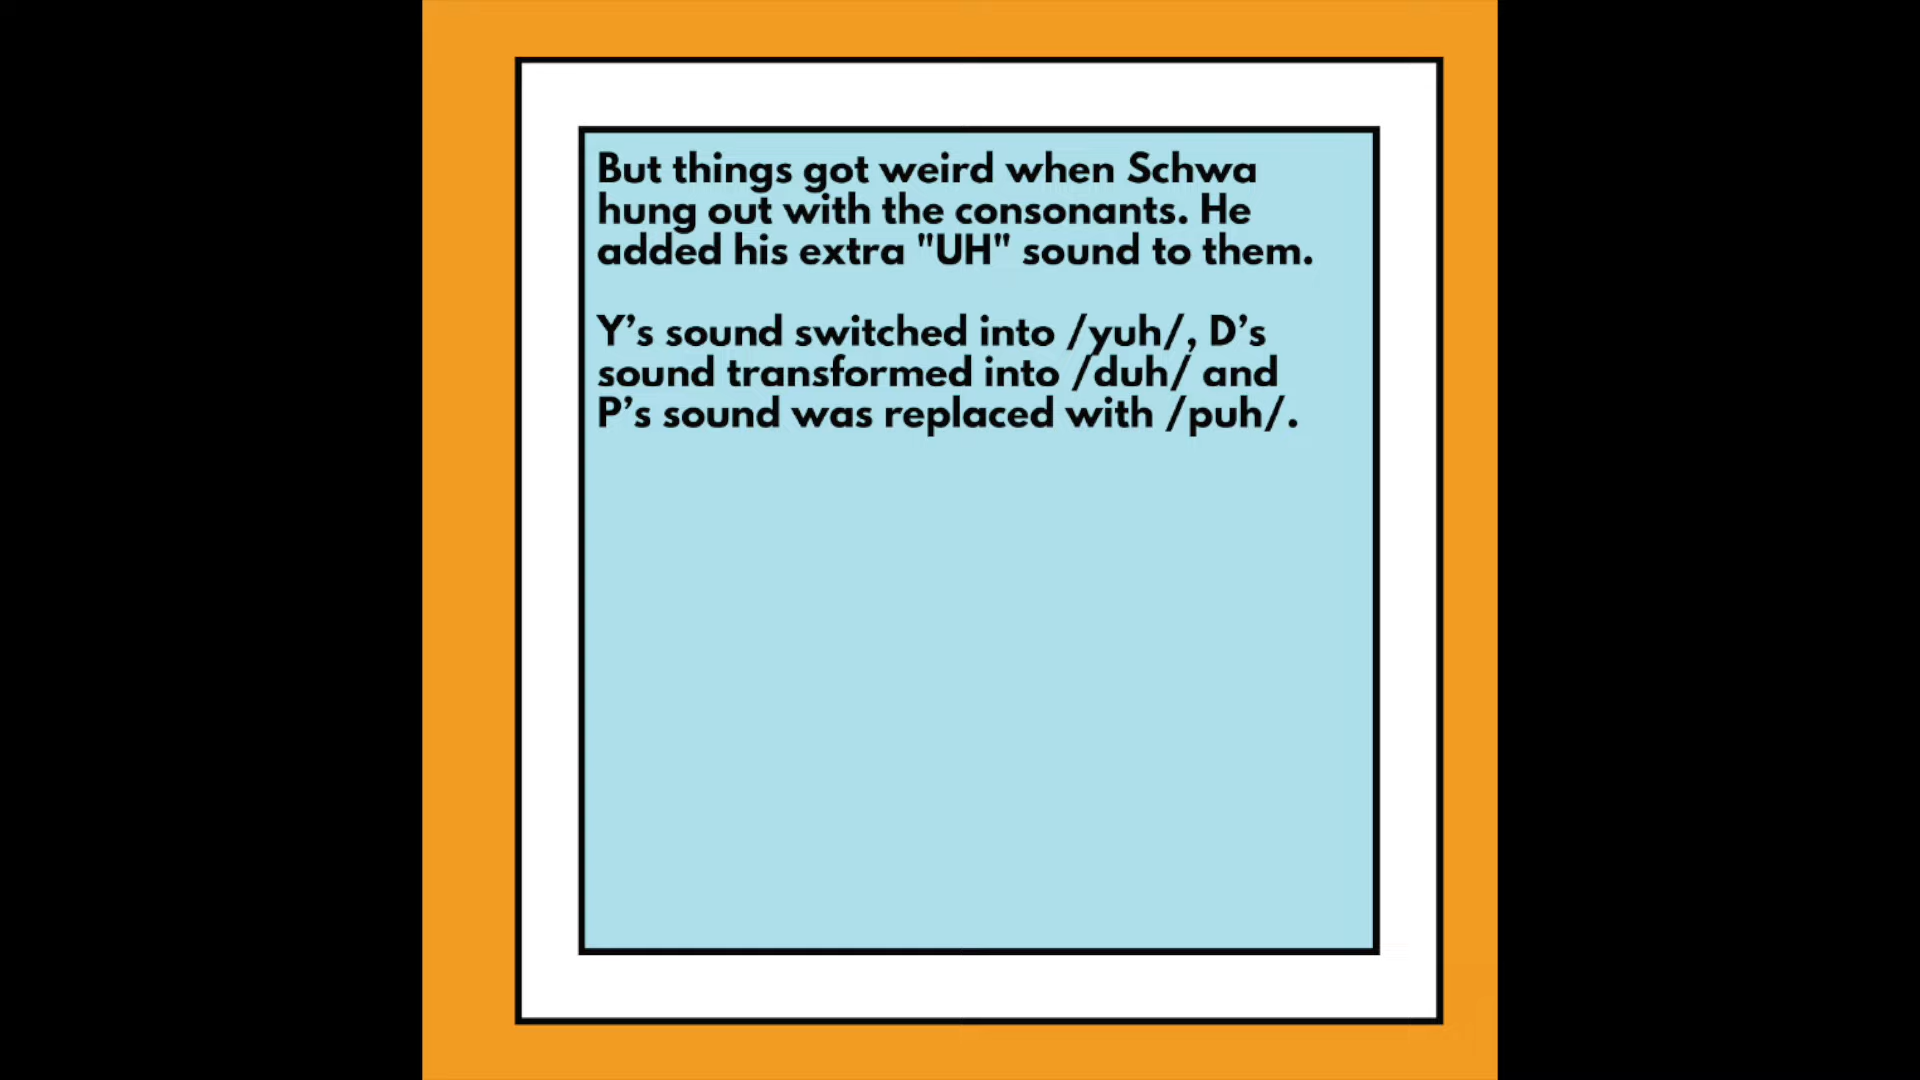 But things got weird when Schwa
hung out with the consonants. He
added his extra "UH" sound to them.
Y’s sound switched into /yuh/, D’s
sound transformed into /duh/ and
P’s sound was replaced with /puh/.